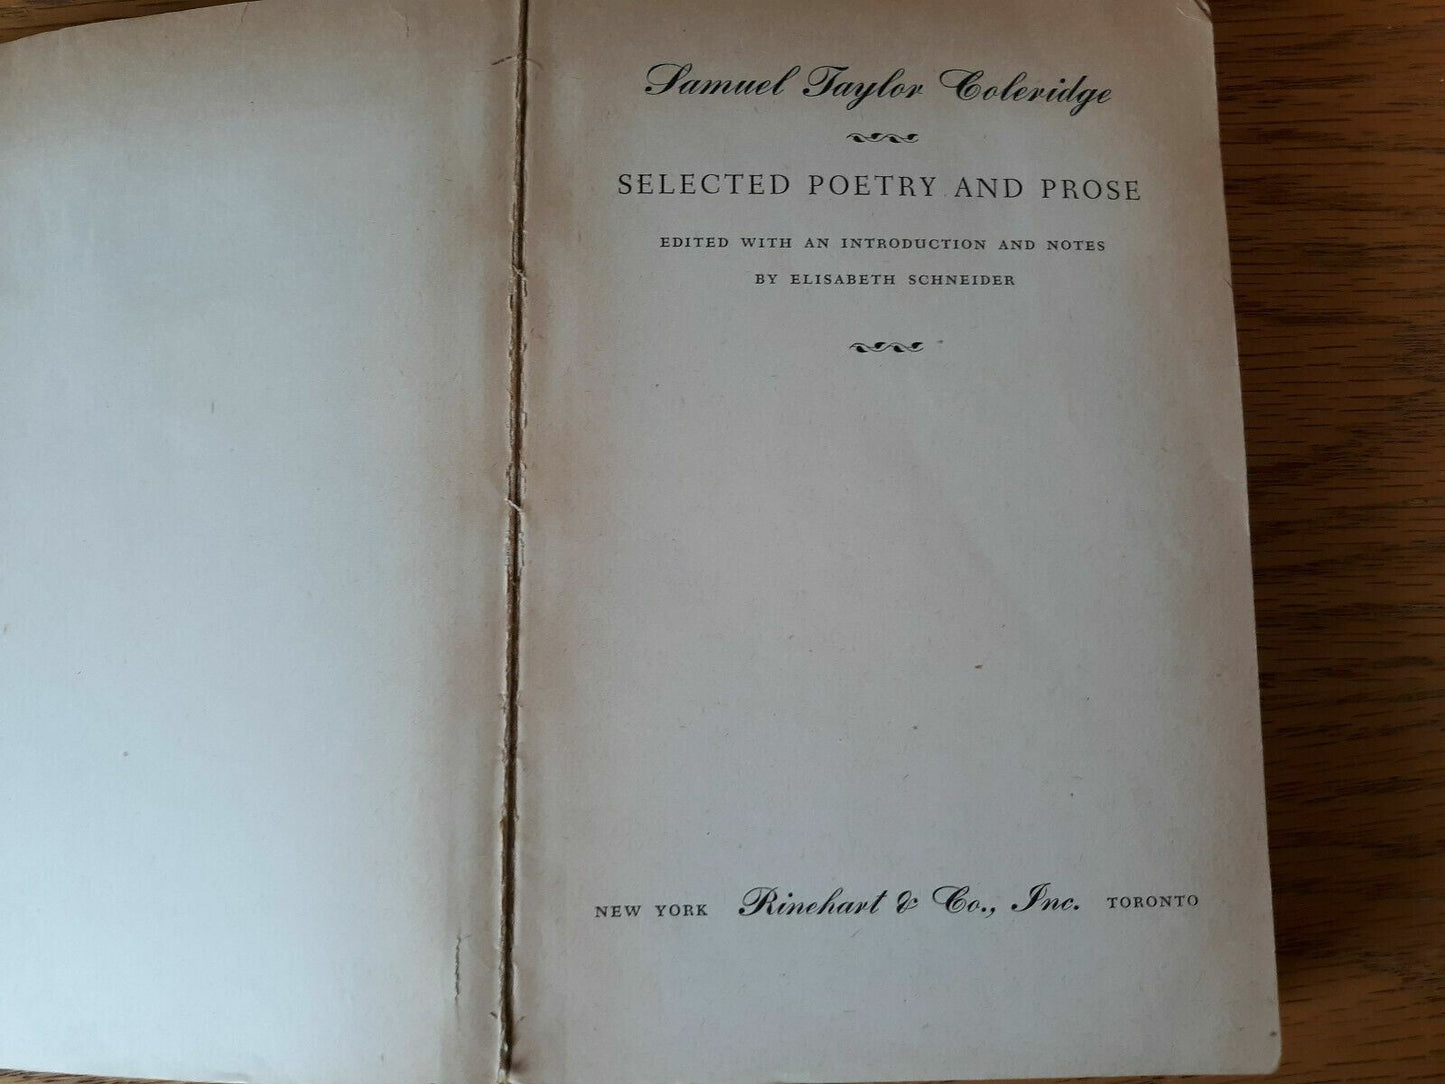 Samuel Taylor Coleridge
SELECTED POETRY AND PROSE
EDITED WITH AN INTRODUCTION AND NOTES
BY ELISABETH SCHNEIDER
NEW YORK Rinehart & Co., Inc. TORONTO